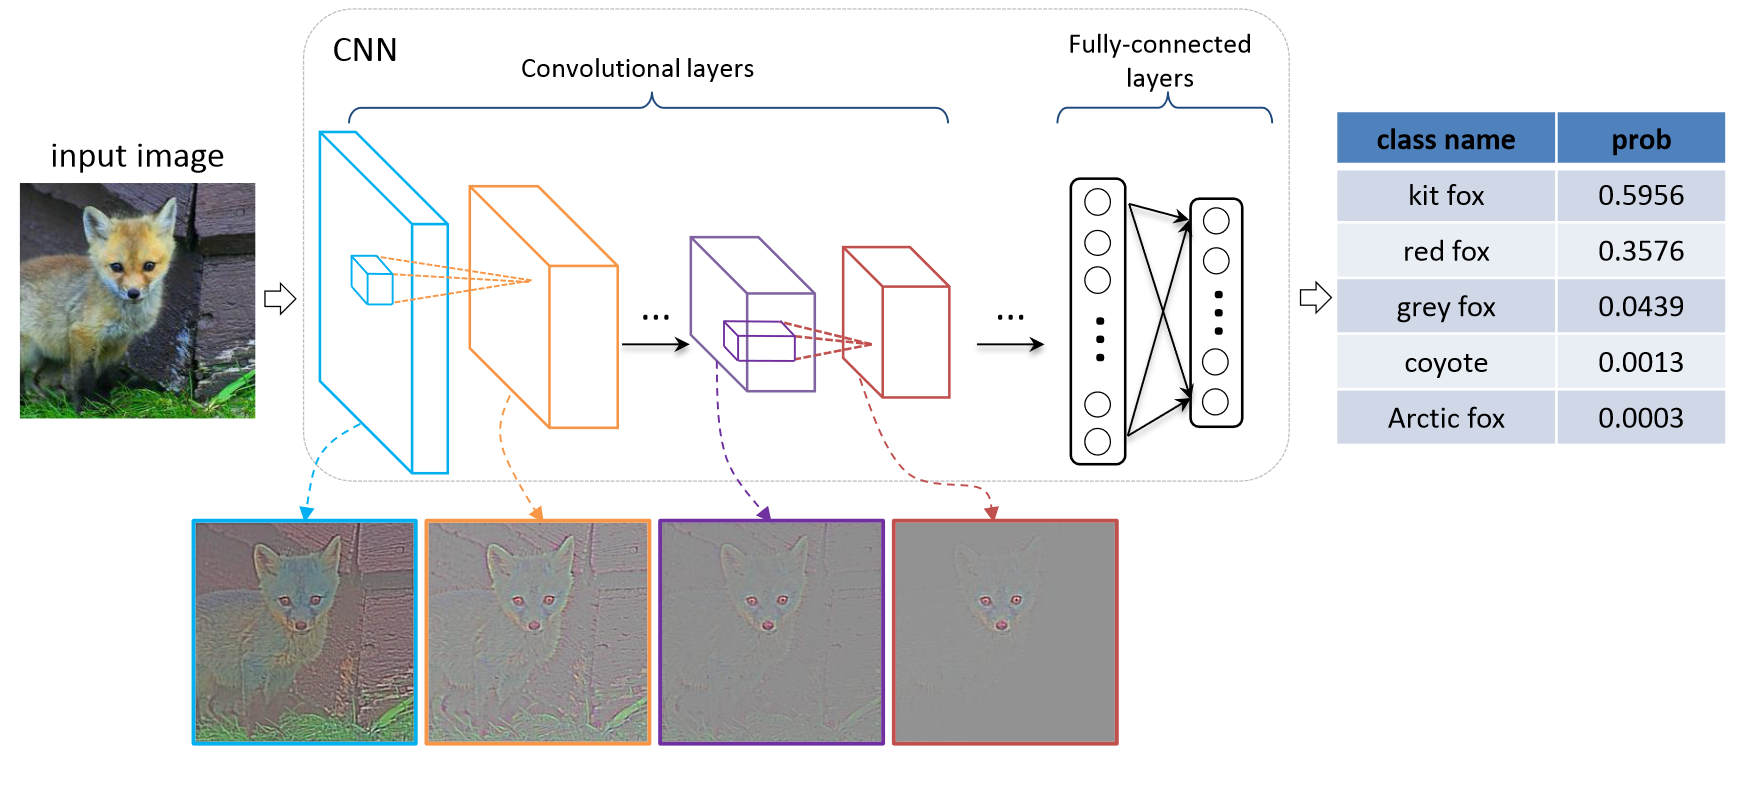 CNN
Convolutional layers
Fully-connected
layers
input image
...
...
class name prob
kit fox 0.5956
red fox 0.3576
grey fox 0.0439
coyote 0.0013
Arctic fox 0.0003